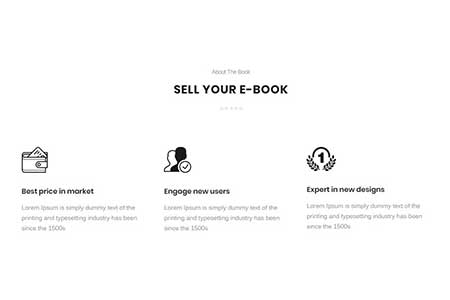 About The Book
SELL YOUR E-BOOK
1
Best price in market
Engage new users
Expert in new designs
Lorem Ipsum is simply dummy text of the
printing and typesetting industry has been
since the 1500s
Lorem Ipsum is simply dummy text of the
printing and typesetting industry has been
since the 1500s
Lorem Ipsum is simply dummy text of the
printing and typesetting industry has been
since the 1500s